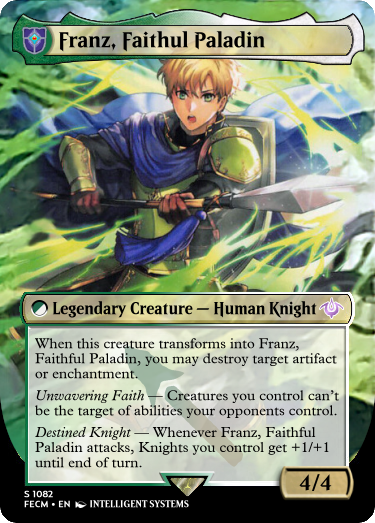 Franz, Faithul Paladin
Legendary Creature — Human Knight
When this creature transforms into Franz,
Faithful Paladin, you may destroy target artifact
or enchantment.
Unwavering Faith — Creatures you control can't
be the target of abilities your opponents control.
Destined Knight — Whenever Franz, Faithful
Paladin attacks, Knights you control get +1/+1
until end of turn.
4/4
S 1082
FECM • EN INTELLIGENT SYSTEMS